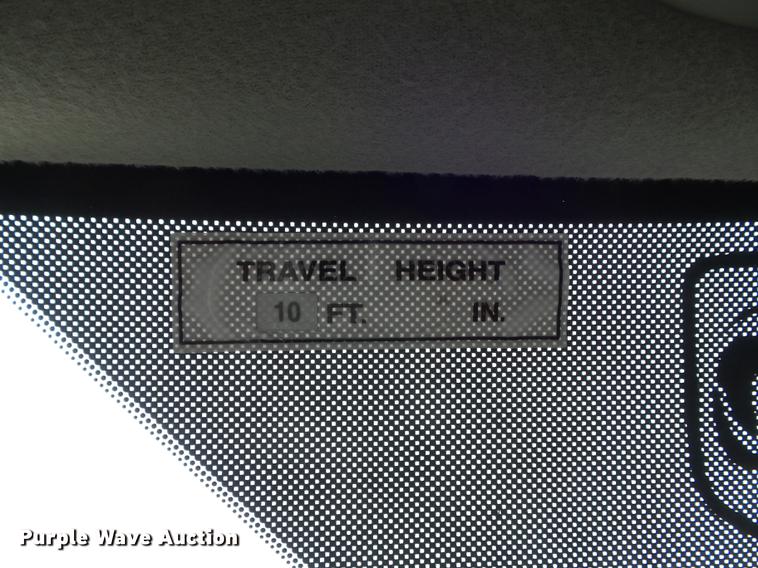 TRAVEL HEIGHT
10 FT. IN.
Purple Wave Auction